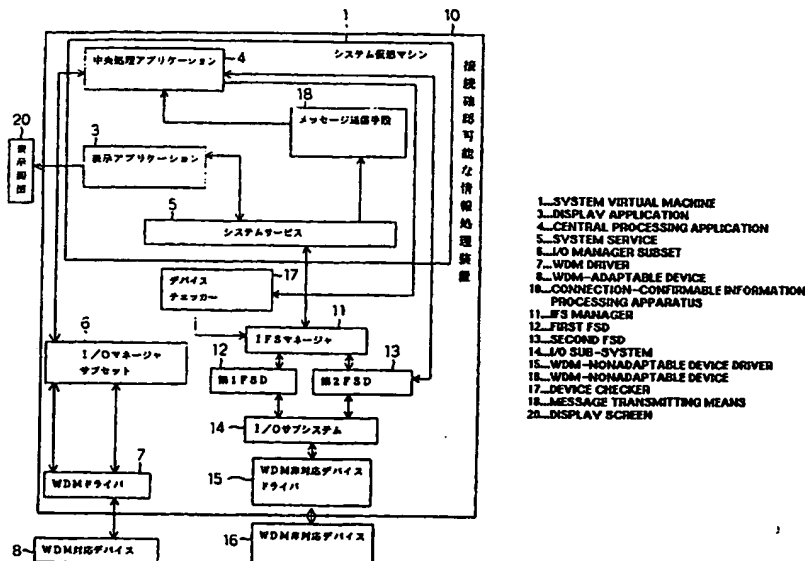 1
10
システム仮想マシン
中央処理アプリケーション
4
18
メッセージ送信手段
20
表示画面
3
表示アプリケーション
5
システムサービス
接続確認可能な情報処理装置
デバイス
チェッカー
17
6
I/Oマネージャ
サブセット
i
11
IFSマネージャ
12
第1FSD
13
第2FSD
14
I/Oサブシステム
7
WDMドライバ
15
WDM非対応デバイス
ドライバ
8
WDM対応デバイス
16
WDM非対応デバイス
1...SYSTEM VIRTUAL MACHINE
3...DISPLAY APPLICATION
4...CENTRAL PROCESSING APPLICATION
5...SYSTEM SERVICE
6...I/O MANAGER SUBSET
7...WDM DRIVER
8...WDM-ADAPTABLE DEVICE
10...CONNECTION-CONFIRMABLE INFORMATION
PROCESSING APPARATUS
11...IFS MANAGER
12...FIRST FSD
13...SECOND FSD
14...I/O SUB-SYSTEM
15...WDM-NONADAPTABLE DEVICE DRIVER
16...WDM-NONADAPTABLE DEVICE
17...DEVICE CHECKER
18...MESSAGE TRANSMITTING MEANS
20...DISPLAY SCREEN